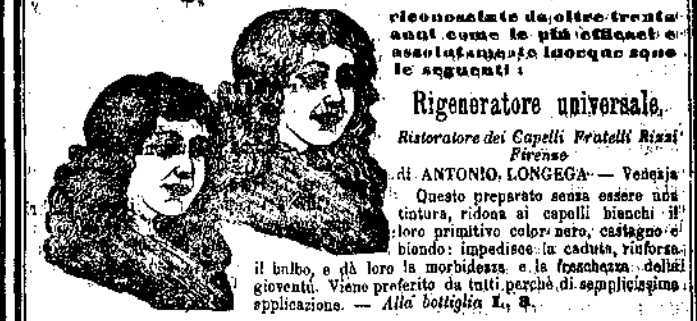 riconosciute da oltre trenta
anni come le più efficaci e
assolutamente inocque sono
le seguenti :
Rigeneratore universale,
Ristoratore dei Capelli Fratelli Rizzi
Firenze
di ANTONIO LONGEGA — Venezia
Questo preparato senza essere una
tintura, ridona ai capelli bianchi il
loro primitivo color nero, castagno e
biondo: impedisce la caduta, rinforza
il bulbo, e dà loro la morbidezza e la freschezza della
gioventù. Viene preferito da tutti perchè di semplicissima
applicazione. — Alla bottiglia L. 3.